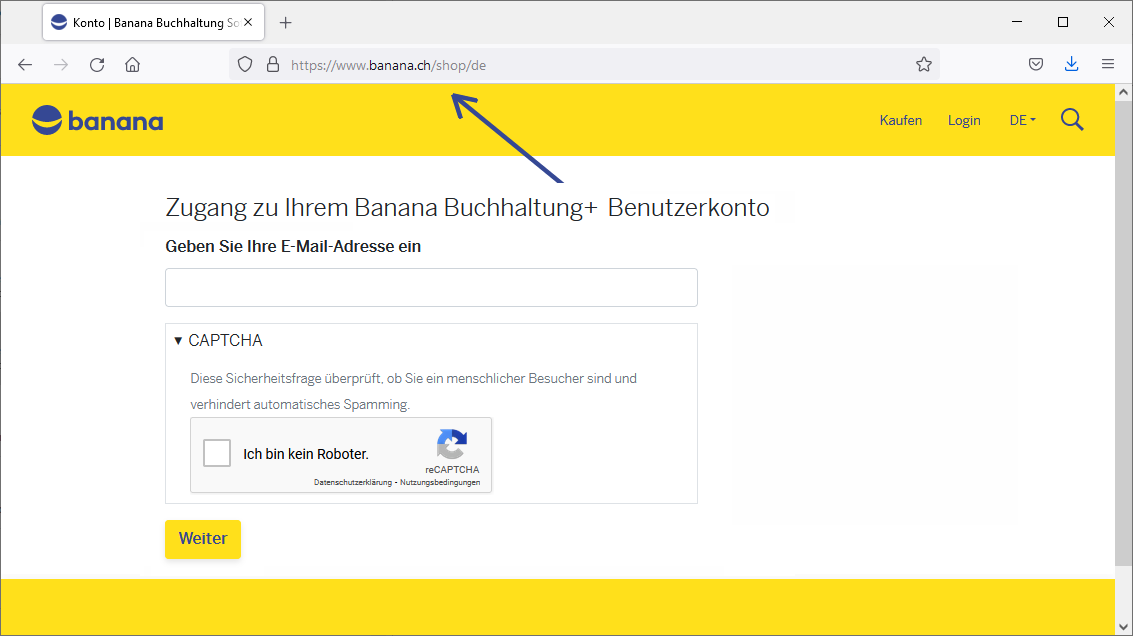 Konto | Banana Buchhaltung So
https://www.banana.ch/shop/de
banana
Kaufen Login DE
Zugang zu Ihrem Banana Buchhaltung+ Benutzerkonto
Geben Sie Ihre E-Mail-Adresse ein
CAPTCHA
Diese Sicherheitsfrage überprüft, ob Sie ein menschlicher Besucher sind und
verhindert automatisches Spamming.
Ich bin kein Roboter.
reCAPTCHA
Datenschutzerklärung - Nutzungsbedingungen
Weiter